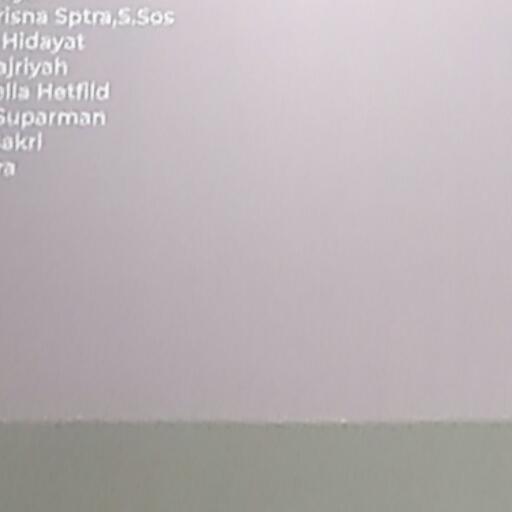 risna Sptra,S.Sos
Hidayat
ajriyah
ella Hetfild
Suparman
akri
ra